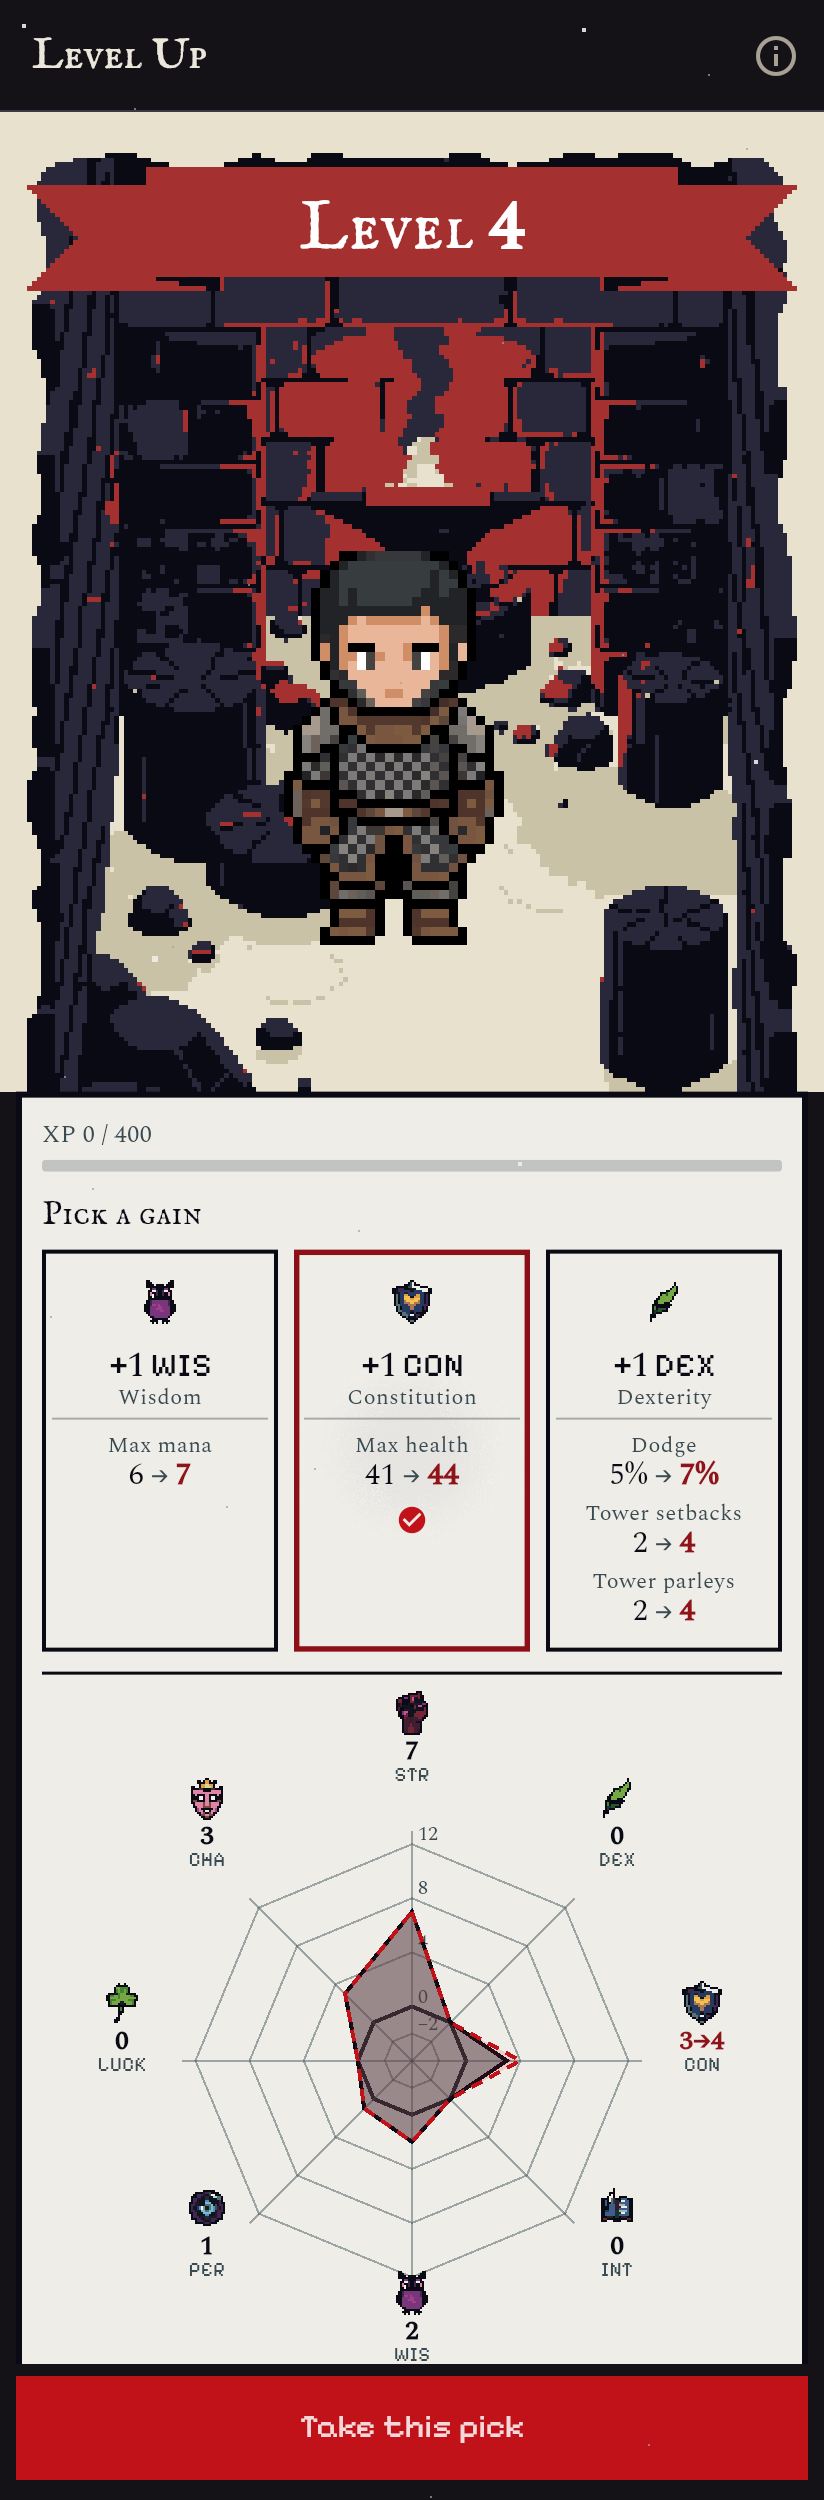 Level Up
Level 4
XP 0 / 400
Pick a gain
+1 WIS
Wisdom
Max mana
6 → 7
+1 CON
Constitution
Max health
41 → 44
+1 DEX
Dexterity
Dodge
5% → 7%
Tower setbacks
2 → 4
Tower parleys
2 → 4
7
STR
3
CHA
0
DEX
12
8
4
0
−2
0
LUCK
3→4
CON
1
PER
0
INT
2
WIS
Take this pick